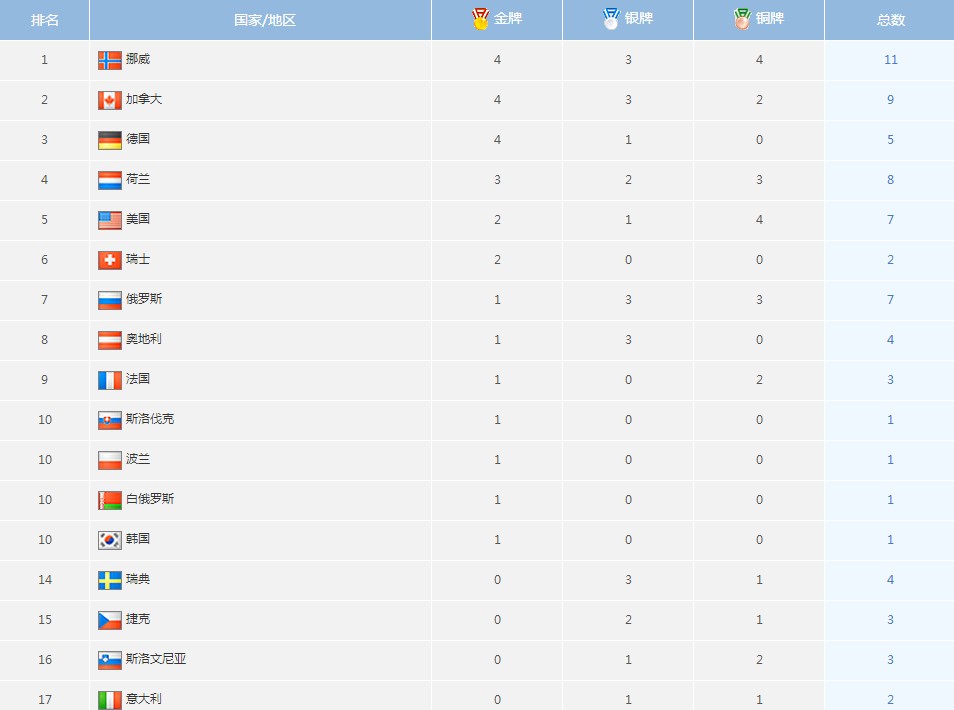 排名 国家/地区 金牌 银牌 铜牌 总数
1 挪威 4 3 4 11
2 加拿大 4 3 2 9
3 德国 4 1 0 5
4 荷兰 3 2 3 8
5 美国 2 1 4 7
6 瑞士 2 0 0 2
7 俄罗斯 1 3 3 7
8 奥地利 1 3 0 4
9 法国 1 0 2 3
10 斯洛伐克 1 0 0 1
10 波兰 1 0 0 1
10 白俄罗斯 1 0 0 1
10 韩国 1 0 0 1
14 瑞典 0 3 1 4
15 捷克 0 2 1 3
16 斯洛文尼亚 0 1 2 3
17 意大利 0 1 1 2